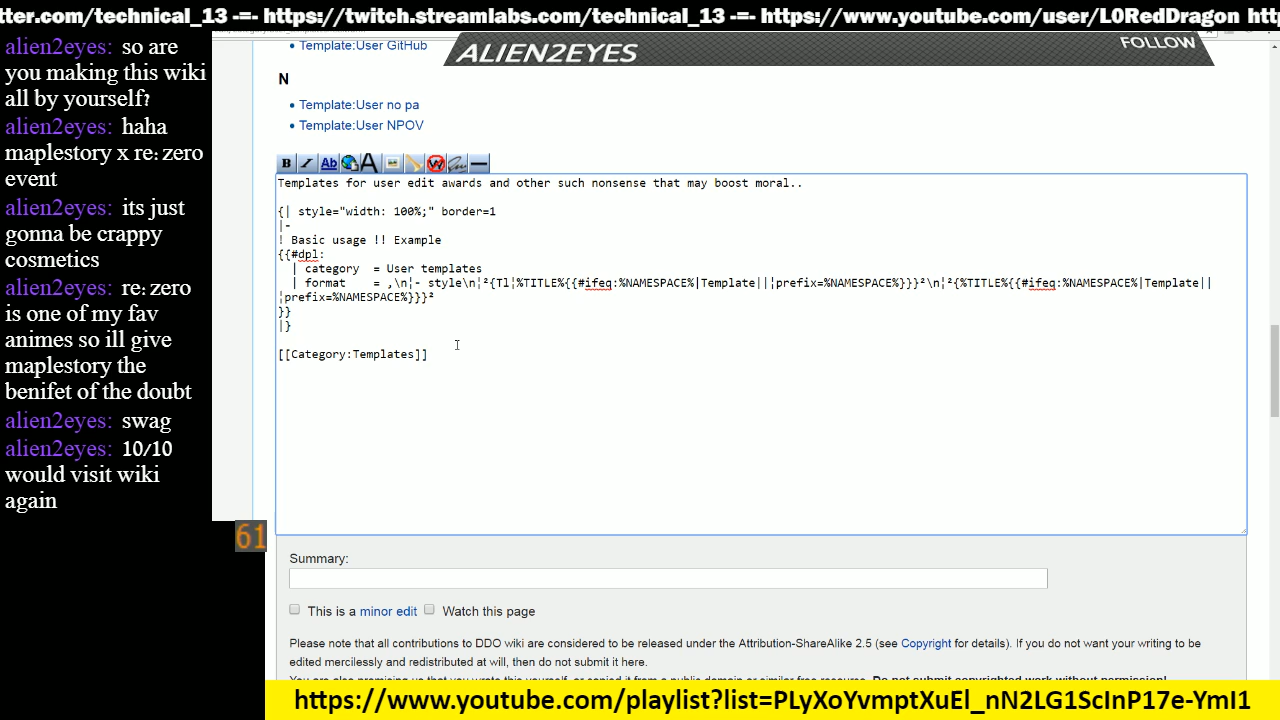 tter.com/technical_13 -=- https://twitch.streamlabs.com/technical_13 -=- https://www.youtube.com/user/L0RedDragon
alien2eyes: so are
you making this wiki
all by yourself?
alien2eyes: haha
maplestory x re:zero
event
alien2eyes: its just
gonna be crappy
cosmetics
alien2eyes: re:zero
is one of my fav
animes so ill give
maplestory the
benifet of the doubt
alien2eyes: swag
alien2eyes: 10/10
would visit wiki
again
61
ALIEN2EYES
FOLLOW
Template:User GitHub
N
Template:User no pa
Template:User NPOV
B I Ab A W
Templates for user edit awards and other such nonsense that may boost moral..
{| style="width: 100%;" border=1
|-
! Basic usage !! Example
{{#dpl:
| category = User templates
| format = ,\n¦- style\n¦²{Tl¦%TITLE%{{#ifeq:%NAMESPACE%|Template||¦prefix=%NAMESPACE%}}}²\n¦²{%TITLE%{{#ifeq:%NAMESPACE%|Template||
¦prefix=%NAMESPACE%}}}²
}}
|}
[[Category:Templates]]
Summary:
This is a minor edit Watch this page
Please note that all contributions to DDO wiki are considered to be released under the Attribution-ShareAlike 2.5 (see Copyright for details). If you do not want your writing to be
edited mercilessly and redistributed at will, then do not submit it here.
https://www.youtube.com/playlist?list=PLyXoYvmptXuEl_nN2LG1ScInP17e-YmI1